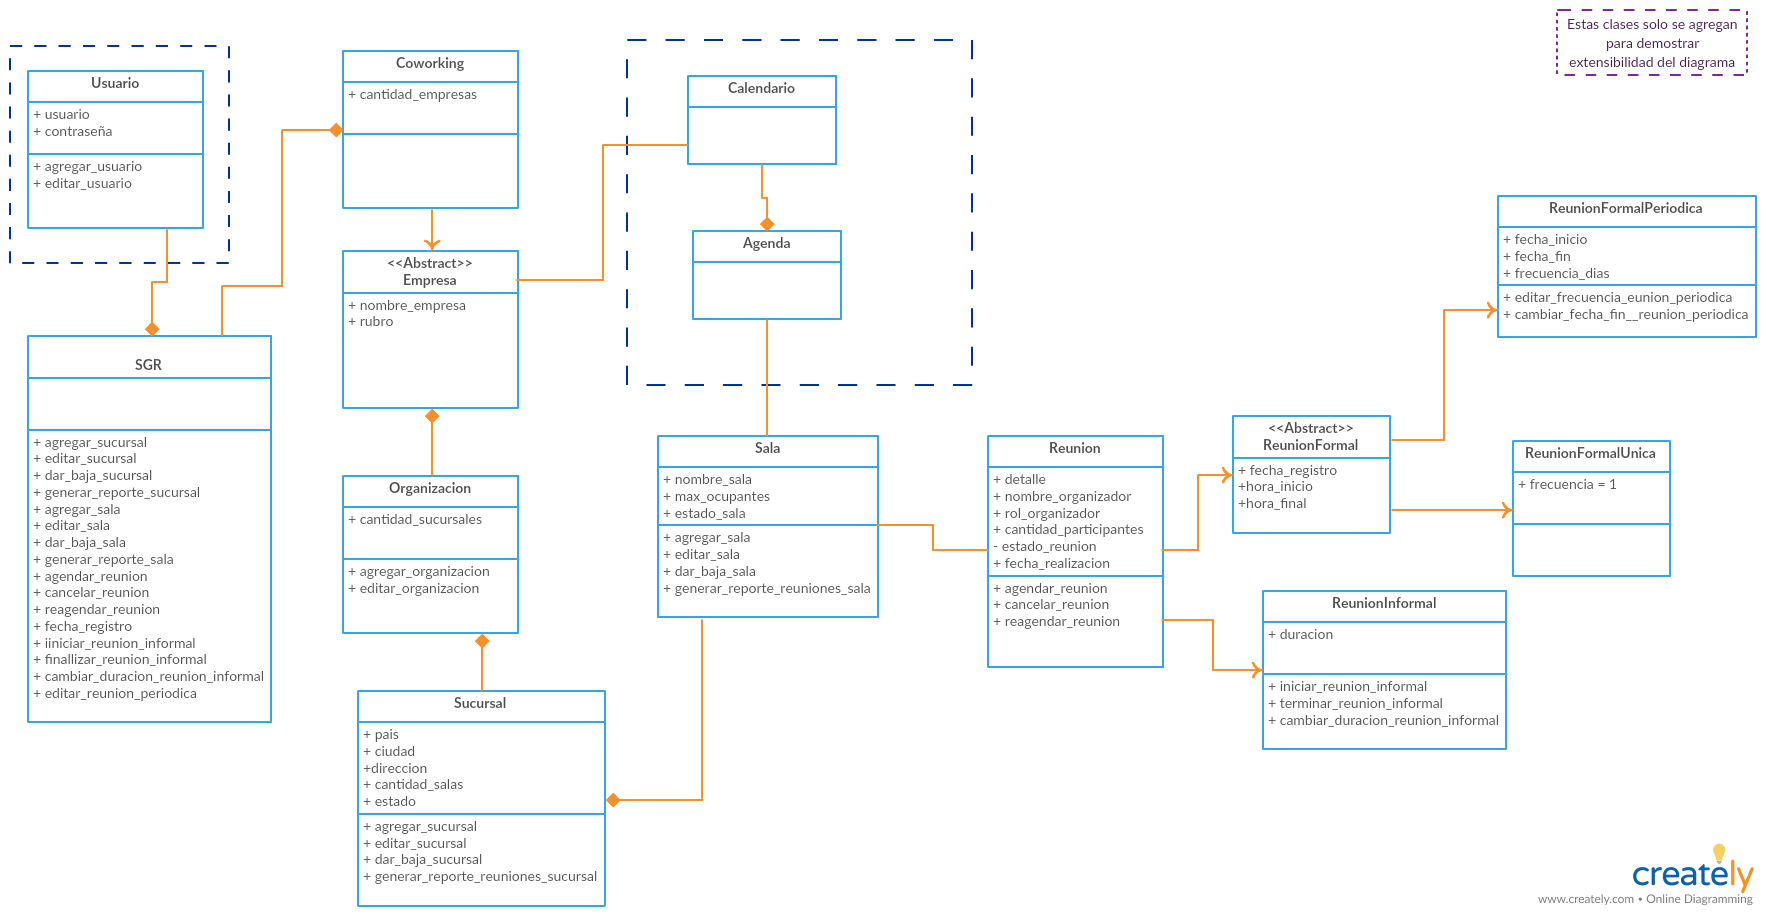 Estas clases solo se agregan
para demostrar
extensibilidad del diagrama
Usuario
+ usuario
+ contraseña
+ agregar_usuario
+ editar_usuario
Coworking
+ cantidad_empresas
Calendario
Agenda
<<Abstract>>
Empresa
+ nombre_empresa
+ rubro
SGR
+ agregar_sucursal
+ editar_sucursal
+ dar_baja_sucursal
+ generar_reporte_sucursal
+ agregar_sala
+ editar_sala
+ dar_baja_sala
+ generar_reporte_sala
+ agendar_reunion
+ cancelar_reunion
+ reagendar_reunion
+ fecha_registro
+ iiniciar_reunion_informal
+ finallizar_reunion_informal
+ cambiar_duracion_reunion_informal
+ editar_reunion_periodica
Organizacion
+ cantidad_sucursales
+ agregar_organizacion
+ editar_organizacion
Sucursal
+ pais
+ ciudad
+direccion
+ cantidad_salas
+ estado
+ agregar_sucursal
+ editar_sucursal
+ dar_baja_sucursal
+ generar_reporte_reuniones_sucursal
Sala
+ nombre_sala
+ max_ocupantes
+ estado_sala
+ agregar_sala
+ editar_sala
+ dar_baja_sala
+ generar_reporte_reuniones_sala
Reunion
+ detalle
+ nombre_organizador
+ rol_organizador
+ cantidad_participantes
- estado_reunion
+ fecha_realizacion
+ agendar_reunion
+ cancelar_reunion
+ reagendar_reunion
<<Abstract>>
ReunionFormal
+ fecha_registro
+hora_inicio
+hora_final
ReunionFormalPeriodica
+ fecha_inicio
+ fecha_fin
+ frecuencia_dias
+ editar_frecuencia_eunion_periodica
+ cambiar_fecha_fin__reunion_periodica
ReunionFormalUnica
+ frecuencia = 1
ReunionInformal
+ duracion
+ iniciar_reunion_informal
+ terminar_reunion_informal
+ cambiar_duracion_reunion_informal
creately
www.creately.com • Online Diagramming